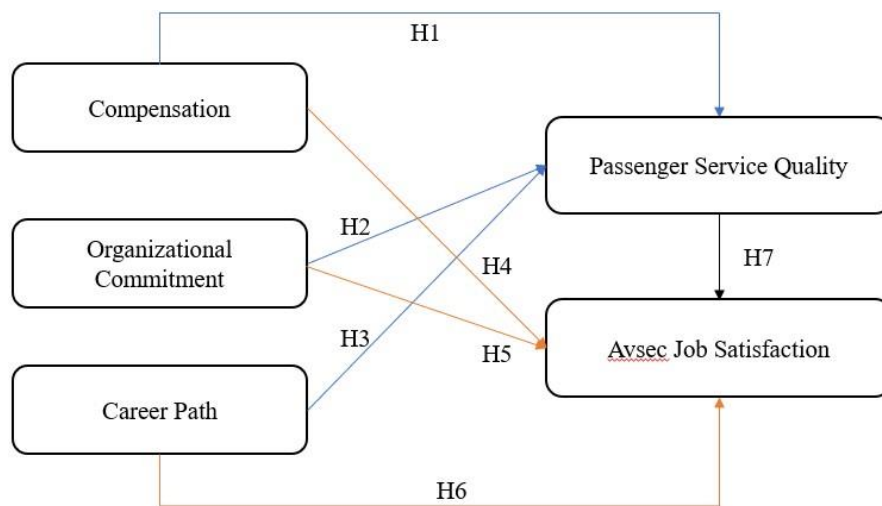 H1
Compensation
Passenger Service Quality
H2
Organizational
Commitment
H4
H7
H3
H5
Avsec Job Satisfaction
Career Path
H6